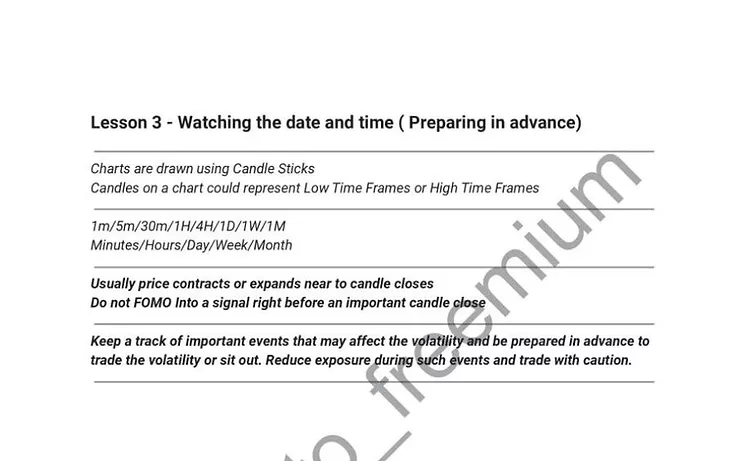 Lesson 3 - Watching the date and time ( Preparing in advance)
Charts are drawn using Candle Sticks
Candles on a chart could represent Low Time Frames or High Time Frames
1m/5m/30m/1H/4H/1D/1W/1M
Minutes/Hours/Day/Week/Month
Usually price contracts or expands near to candle closes
Do not FOMO Into a signal right before an important candle close
Keep a track of important events that may affect the volatility and be prepared in advance to
trade the volatility or sit out. Reduce exposure during such events and trade with caution.
to_freemium